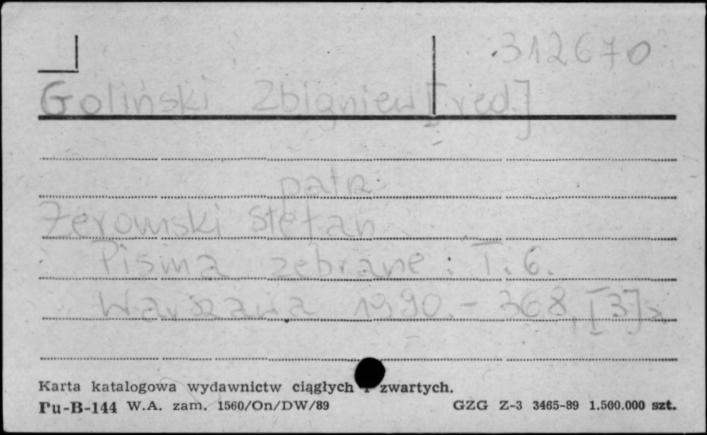 312670
Goliński Zbigniew [red.]
patrz:
Żeromski Stefan
Pisma zebrane: T. 6.
Warszawa 1990. - 368, [3] s.
Karta katalogowa wydawnictw ciągłych i zwartych.
Pu-B-144 W.A. zam. 1560/On/DW/89 GZG Z-3 3465-89 1.500.000 szt.